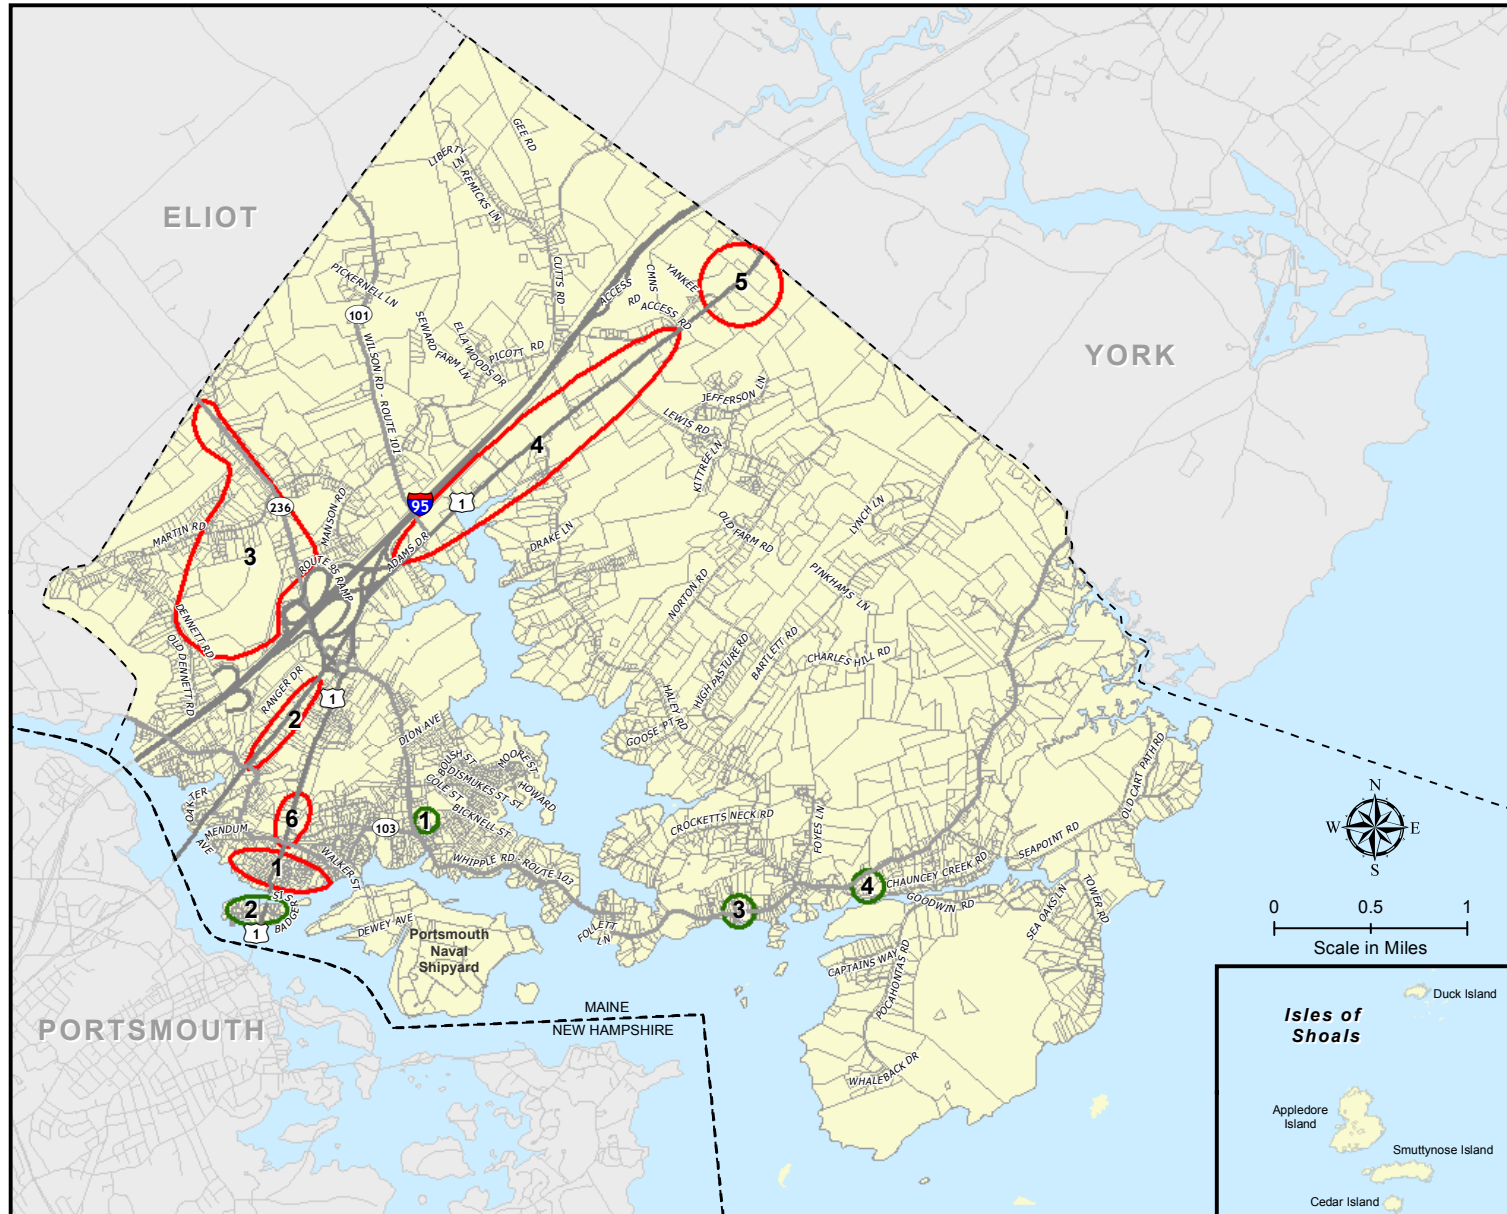 GEE RD
LIBERTY
LN
REMICKS LN
ELIOT
PICKERNELL LN
CUTTS RD
ACCESS
RD
CMNS
YANKEE
5
ACCESS RD
101
SEWARD
FARM LN
ELLA WOODS DR
PICOTT RD
YORK
WILSON RD - ROUTE 101
JEFFERSON LN
LEWIS RD
4
KITTREE LN
95
1
236
MANSON RD
MARTIN RD
3
ROUTE 95 RAMP
ADAMS DR
DRAKE LN
OLD FARM RD
LYNCH LN
NORTON RD
PINKHAMS LN
DENNETT RD
OLD DENNETT RD
HIGH PASTURE RD
BARTLETT RD
CHARLES HILL RD
RANGER DR
1
2
HALEY RD
GOOSE PT
DION AVE
BOUSH ST
MOORE ST
DISMUKES ST
COLE ST
ST
HOWARD
BICKNELL ST
OLD CART PATH RD
OAK TER
MENDUM
AVE
6
103
1
CROCKETTS NECK RD
FOYES LN
SEAPOINT RD
N
W
E
S
1
WALKER ST
WHIPPLE RD - ROUTE 103
CHAUNCEY CREEK RD
4
GOODWIN RD
TOWER RD
SEA OAKS LN
2
BADGERS
1
DEWEY AVE
FOLLETT
LN
3
0
0.5
1
Scale in Miles
Portsmouth
Naval
Shipyard
CAPTAINS WAY
POCAHONTAS RD
WHALEBACK DR
MAINE
NEW HAMPSHIRE
PORTSMOUTH
Isles of
Shoals
Duck Island
Appledore
Island
Smuttynose Island
Cedar Island